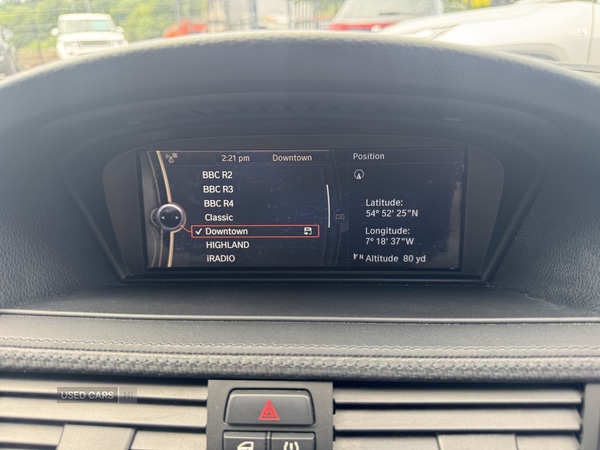 2:21 pm Downtown
BBC R2
BBC R3
BBC R4
Classic
✓ Downtown
HIGHLAND
iRADIO
Position
Latitude:
54° 52' 25"N
Longitude:
7° 18' 37"W
N Altitude 80 yd
USED CARS NI